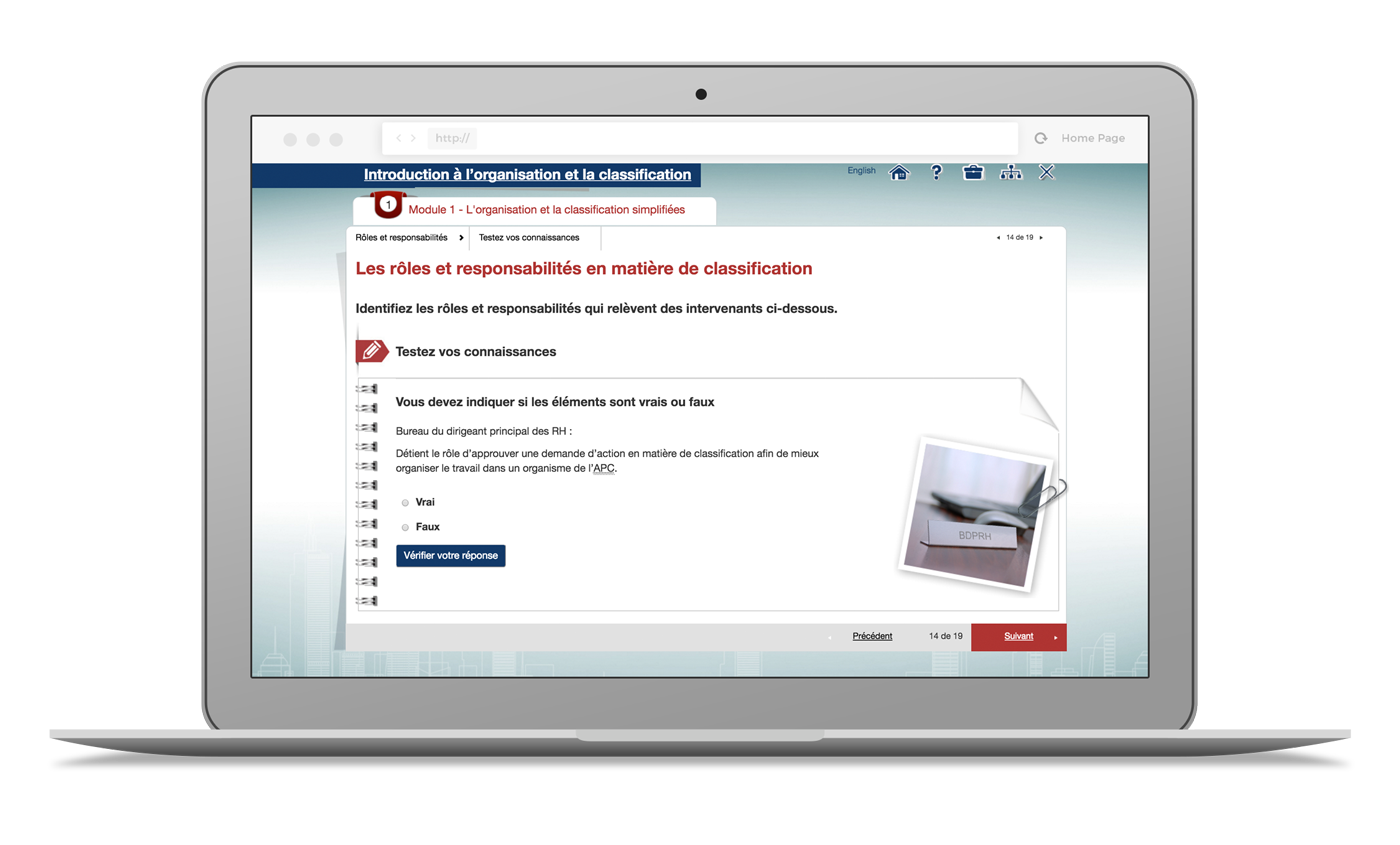 http://
Home Page
Introduction à l'organisation et la classification
English
?
1
Module 1 - L'organisation et la classification simplifiées
Rôles et responsabilités
Testez vos connaissances
14 de 19
Les rôles et responsabilités en matière de classification
Identifiez les rôles et responsabilités qui relèvent des intervenants ci-dessous.
Testez vos connaissances
Vous devez indiquer si les éléments sont vrais ou faux
Bureau du dirigeant principal des RH :
Détient le rôle d'approuver une demande d'action en matière de classification afin de mieux
organiser le travail dans un organisme de l'APC.
Vrai
Faux
Vérifier votre réponse
BDPRH
Précédent
14 de 19
Suivant